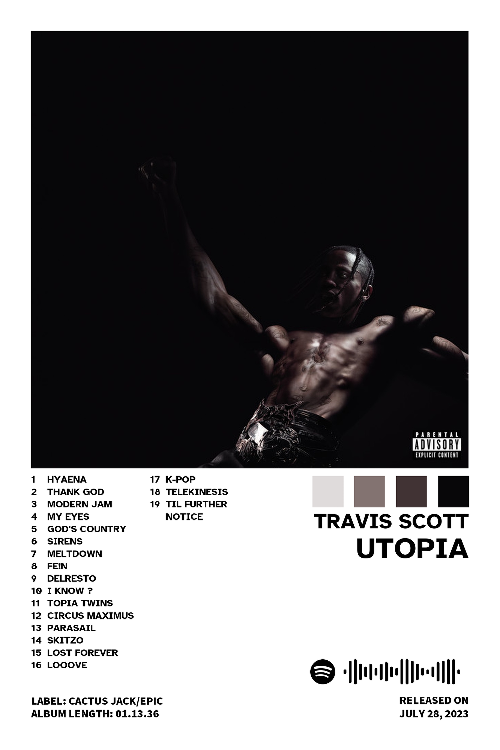 PARENTAL
ADVISORY
EXPLICIT CONTENT
1 HYAENA
2 THANK GOD
3 MODERN JAM
4 MY EYES
5 GOD'S COUNTRY
6 SIRENS
7 MELTDOWN
8 FEIN
9 DELRESTO
10 I KNOW ?
11 TOPIA TWINS
12 CIRCUS MAXIMUS
13 PARASAIL
14 SKITZO
15 LOST FOREVER
16 LOOOVE
17 K-POP
18 TELEKINESIS
19 TIL FURTHER
NOTICE
TRAVIS SCOTT
UTOPIA
LABEL: CACTUS JACK/EPIC
ALBUM LENGTH: 01.13.36
RELEASED ON
JULY 28, 2023